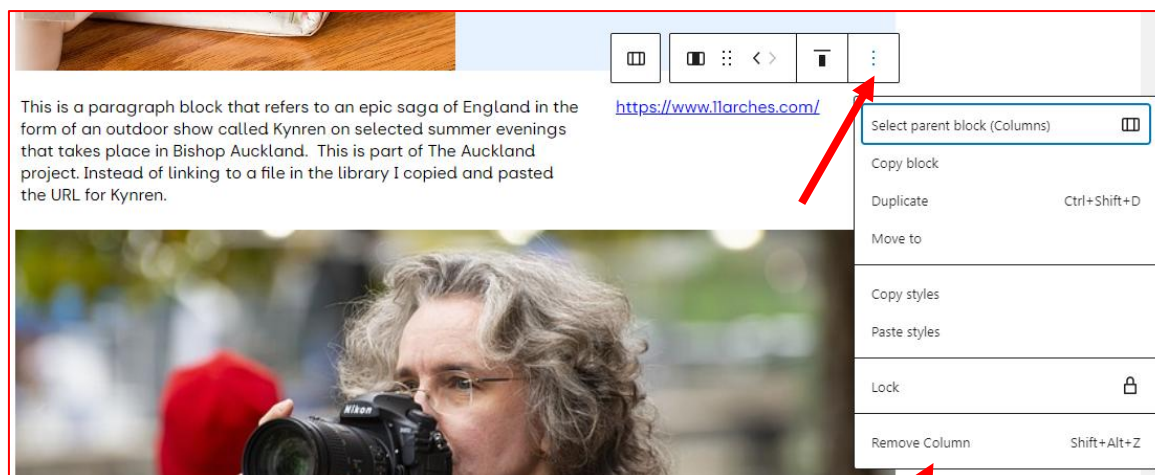 This is a paragraph block that refers to an epic saga of England in the
form of an outdoor show called Kynren on selected summer evenings
that takes place in Bishop Auckland.  This is part of The Auckland
project. Instead of linking to a file in the library I copied and pasted
the URL for Kynren.
https://www.11arches.com/
Select parent block (Columns)
Copy block
Duplicate Ctrl+Shift+D
Move to
Copy styles
Paste styles
Lock
Remove Column Shift+Alt+Z
Nikon